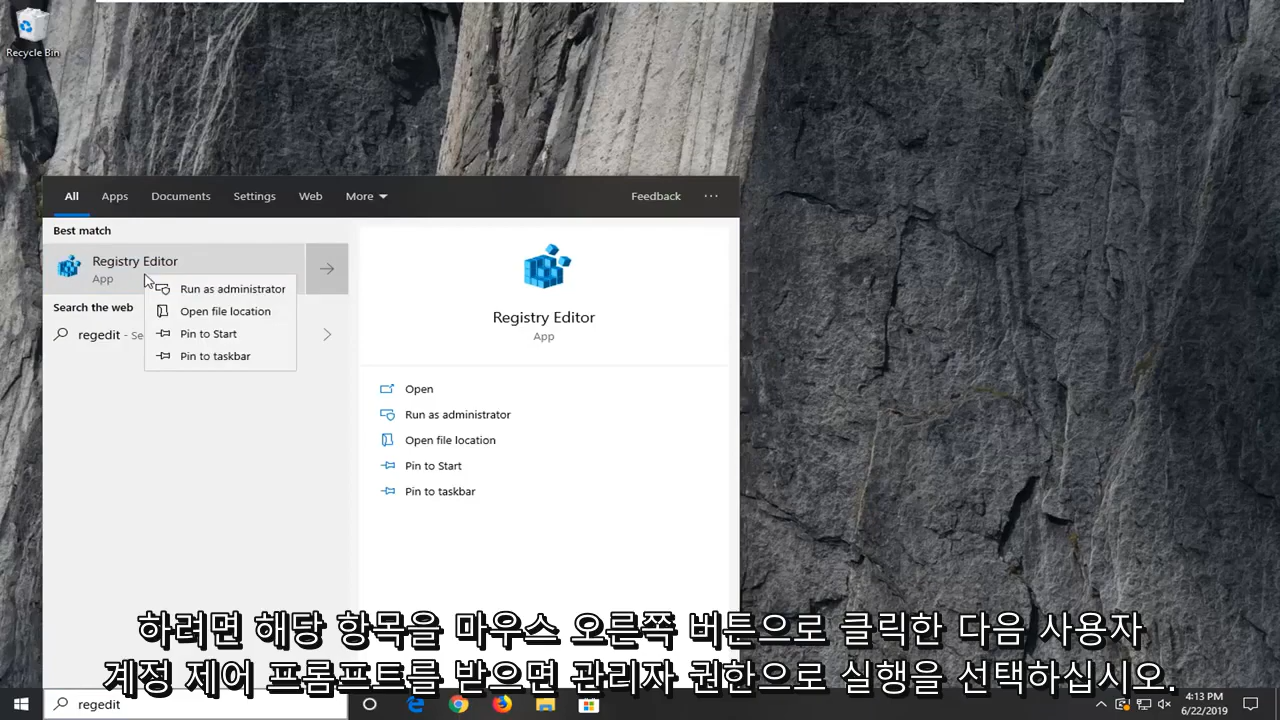 Recycle Bin
All Apps Documents Settings Web More Feedback ...
Best match
Registry Editor
App
Run as administrator
Open file location
Pin to Start
Pin to taskbar
Search the web
regedit - Se
Registry Editor
App
Open
Run as administrator
Open file location
Pin to Start
Pin to taskbar
하려면 해당 항목을 마우스 오른쪽 버튼으로 클릭한 다음 사용자
계정 제어 프롬프트를 받으면 관리자 권한으로 실행을 선택하십시오.
regedit
4:13 PM
6/22/2019